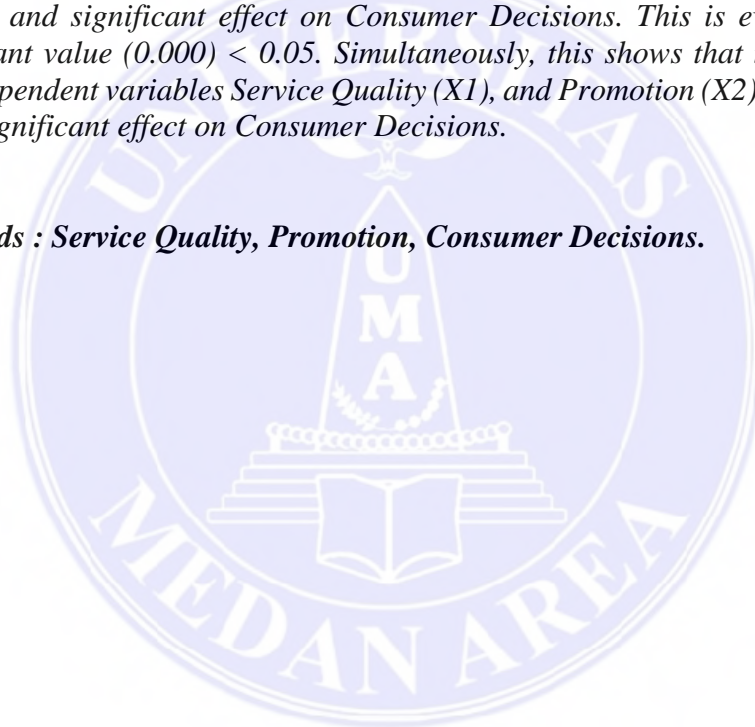 and significant effect on Consumer Decisions. This is e
ant value (0.000) < 0.05. Simultaneously, this shows that
pendent variables Service Quality (X1), and Promotion (X2)
gnificant effect on Consumer Decisions.
ds : Service Quality, Promotion, Consumer Decisions.
UNIVERSITAS
UMA
MEDAN AREA